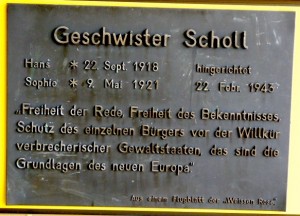 Geschwister Scholl
Hans * 22. Sept. 1918 hingerichtet
Sophie * 9. Mai 1921 22. Febr. 1943
„Freiheit der Rede, Freiheit des Bekenntnisses,
Schutz des einzelnen Bürgers vor der Willkür
verbrecherischer Gewaltstaaten, das sind die
Grundlagen des neuen Europa“
Aus einem Flugblatt der „Weissen Rose“